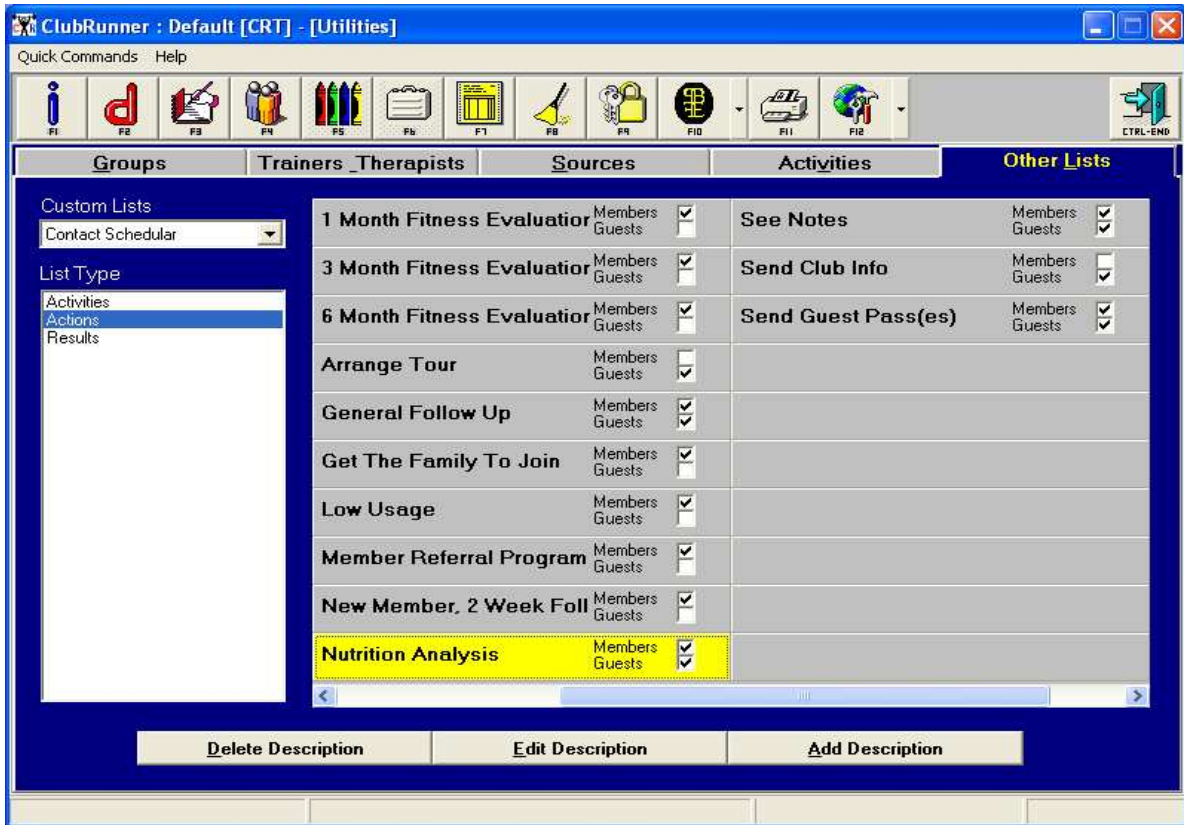 ClubRunner : Default [CRT] - [Utilities]
Quick Commands Help
F1 F2 F3 F4 F5 F6 F7 F8 F9 F10 F11 F12 CTRL-END
Groups Trainers _Therapists Sources Activities Other Lists
Custom Lists
Contact Schedular
List Type
Activities
Actions
Results
1 Month Fitness Evaluation Members Guests
3 Month Fitness Evaluation Members Guests
6 Month Fitness Evaluation Members Guests
Arrange Tour Members Guests
General Follow Up Members Guests
Get The Family To Join Members Guests
Low Usage Members Guests
Member Referral Program Members Guests
New Member, 2 Week Foll Members Guests
Nutrition Analysis Members Guests
See Notes Members Guests
Send Club Info Members Guests
Send Guest Pass(es) Members Guests
Delete Description Edit Description Add Description